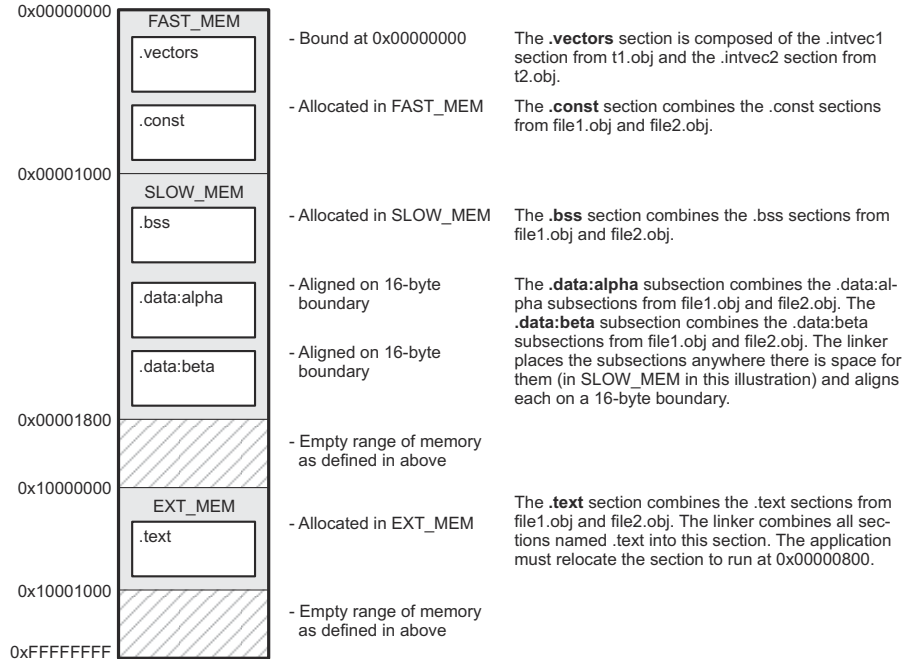 0x00000000
FAST_MEM
.vectors
- Bound at 0x00000000
The .vectors section is composed of the .intvec1
section from t1.obj and the .intvec2 section from
t2.obj.
.const
- Allocated in FAST_MEM
The .const section combines the .const sections
from file1.obj and file2.obj.
0x00001000
SLOW_MEM
.bss
- Allocated in SLOW_MEM
The .bss section combines the .bss sections from
file1.obj and file2.obj.
.data:alpha
- Aligned on 16-byte
boundary
The .data:alpha subsection combines the .data:al-
pha subsections from file1.obj and file2.obj. The
.data:beta subsection combines the .data:beta
subsections from file1.obj and file2.obj. The linker
places the subsections anywhere there is space for
them (in SLOW_MEM in this illustration) and aligns
each on a 16-byte boundary.
.data:beta
- Aligned on 16-byte
boundary
0x00001800
- Empty range of memory
as defined in above
0x10000000
EXT_MEM
.text
- Allocated in EXT_MEM
The .text section combines the .text sections from
file1.obj and file2.obj. The linker combines all sec-
tions named .text into this section. The application
must relocate the section to run at 0x00000800.
0x10001000
- Empty range of memory
as defined in above
0xFFFFFFFF